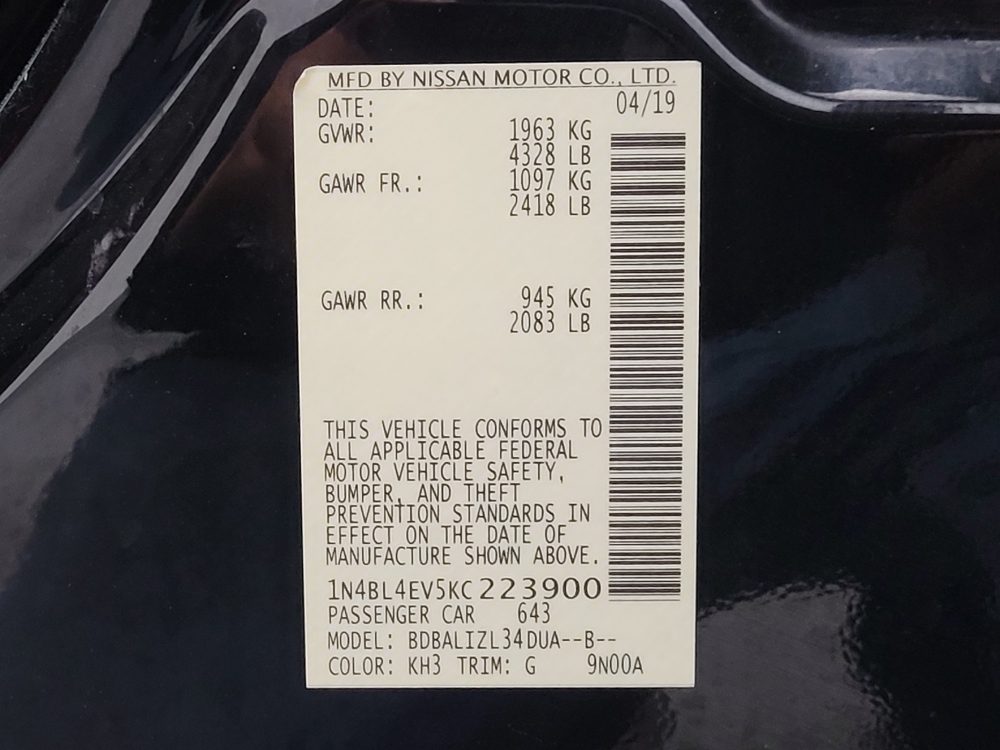 MFD BY NISSAN MOTOR CO., LTD.
DATE: 04/19
GVWR: 1963 KG
4328 LB
GAWR FR.: 1097 KG
2418 LB
GAWR RR.: 945 KG
2083 LB
THIS VEHICLE CONFORMS TO
ALL APPLICABLE FEDERAL
MOTOR VEHICLE SAFETY,
BUMPER, AND THEFT
PREVENTION STANDARDS IN
EFFECT ON THE DATE OF
MANUFACTURE SHOWN ABOVE.
1N4BL4EV5KC223900
PASSENGER CAR 643
MODEL: BDBALIZL34DUA--B--
COLOR: KH3 TRIM: G 9N00A